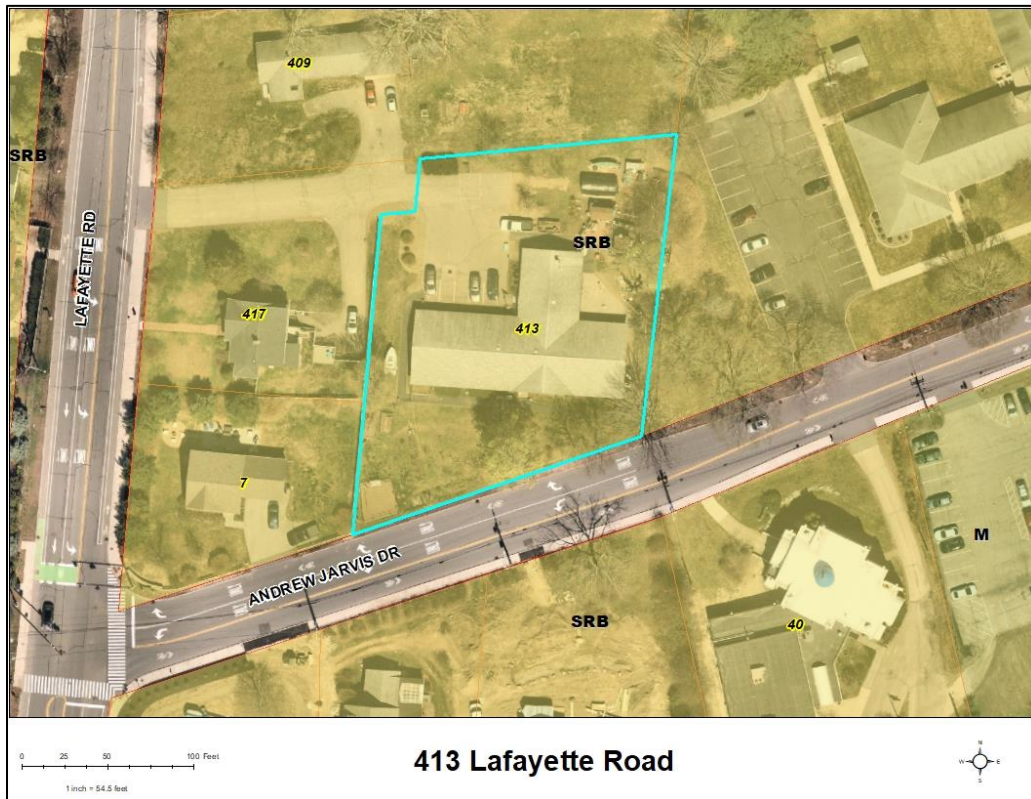 409
SRB
LAFAYETTE RD
SRB
417
413
7
ANDREW JARVIS DR
M
SRB
40
0 25 50 100 Feet
1 inch = 54.5 feet
413 Lafayette Road
N
W E
S